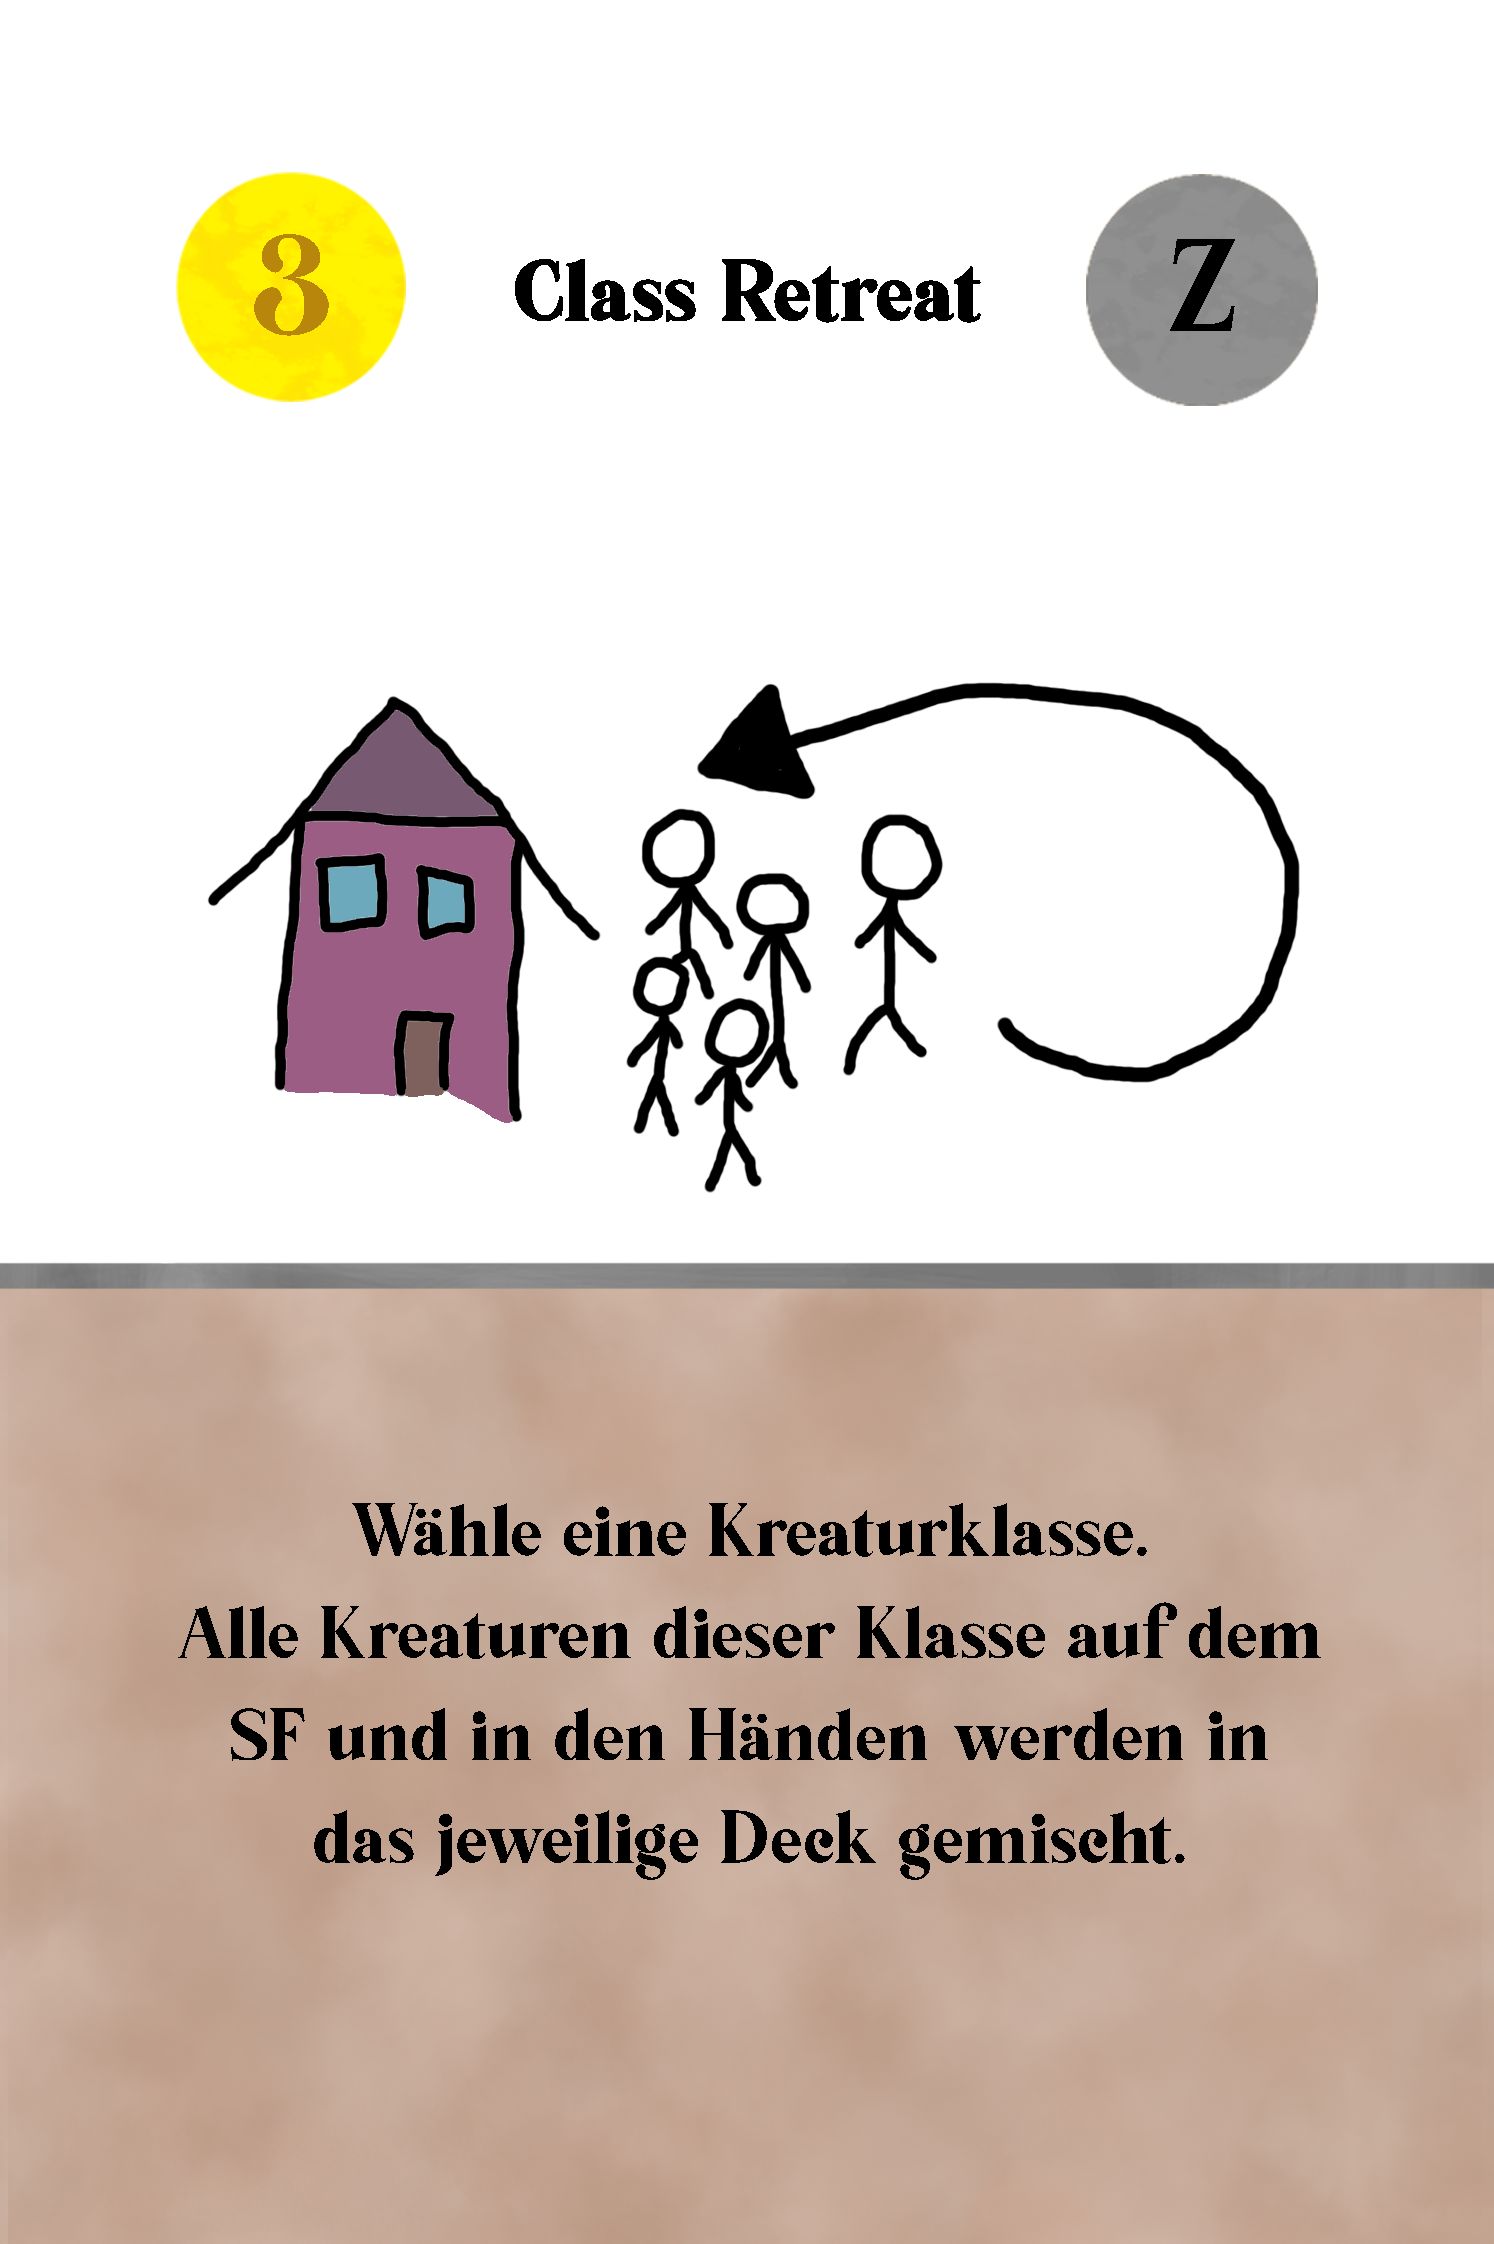 3 Class Retreat Z
Wähle eine Kreaturklasse.
Alle Kreaturen dieser Klasse auf dem
SF und in den Händen werden in
das jeweilige Deck gemischt.